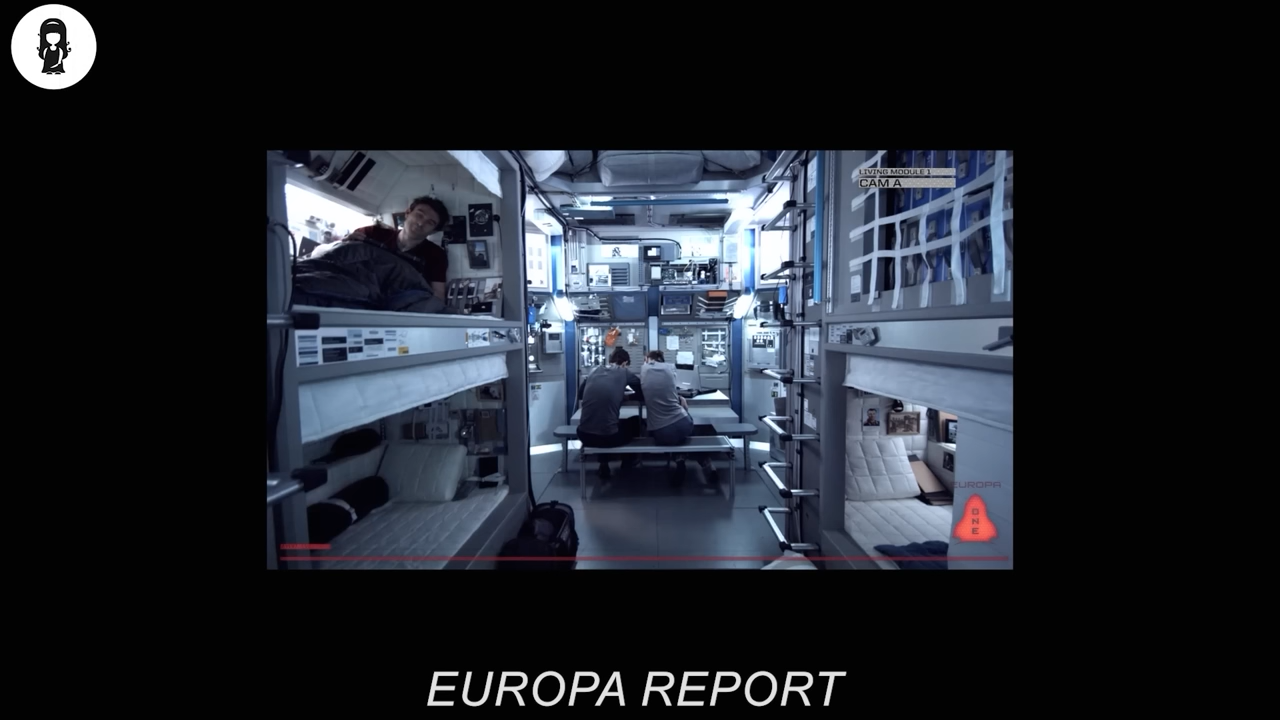 LIVING MODULE 1
CAM A
EUROPA
ONE
EUROPA REPORT